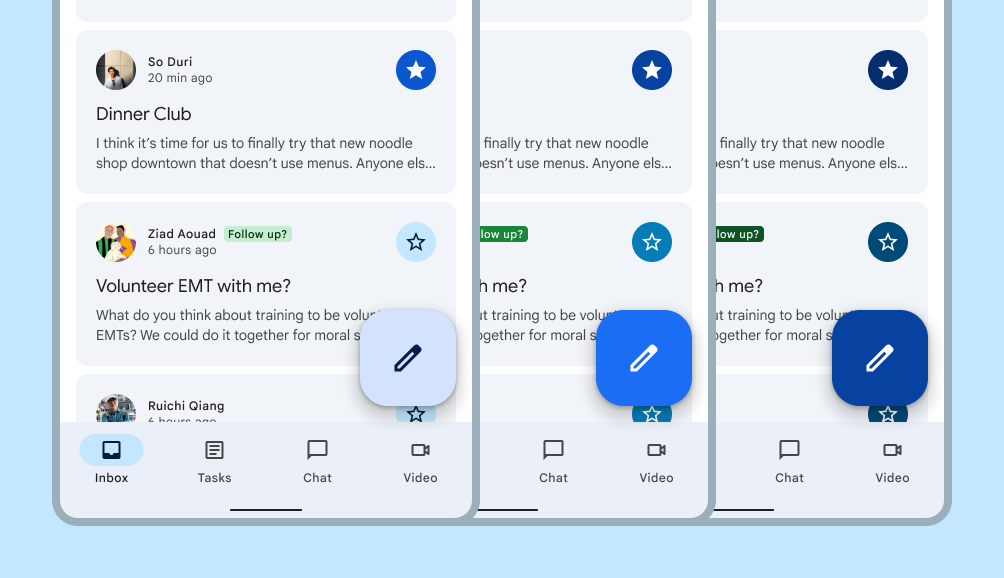 So Duri
20 min ago
Dinner Club
I think it's time for us to finally try that new noodle
shop downtown that doesn't use menus. Anyone els...
Ziad Aouad Follow up?
6 hours ago
Volunteer EMT with me?
What do you think about training to be volun
EMTs? We could do it together for moral s
Ruichi Qiang
6 hours ago
Inbox
Tasks
Chat
Video
finally try that new noodle
esn't use menus. Anyone els...
low up?
h me?
ut training to be volun
ogether for moral s
Chat
Video
finally try that new noodle
esn't use menus. Anyone els...
low up?
h me?
ut training to be volun
ogether for moral s
Chat
Video